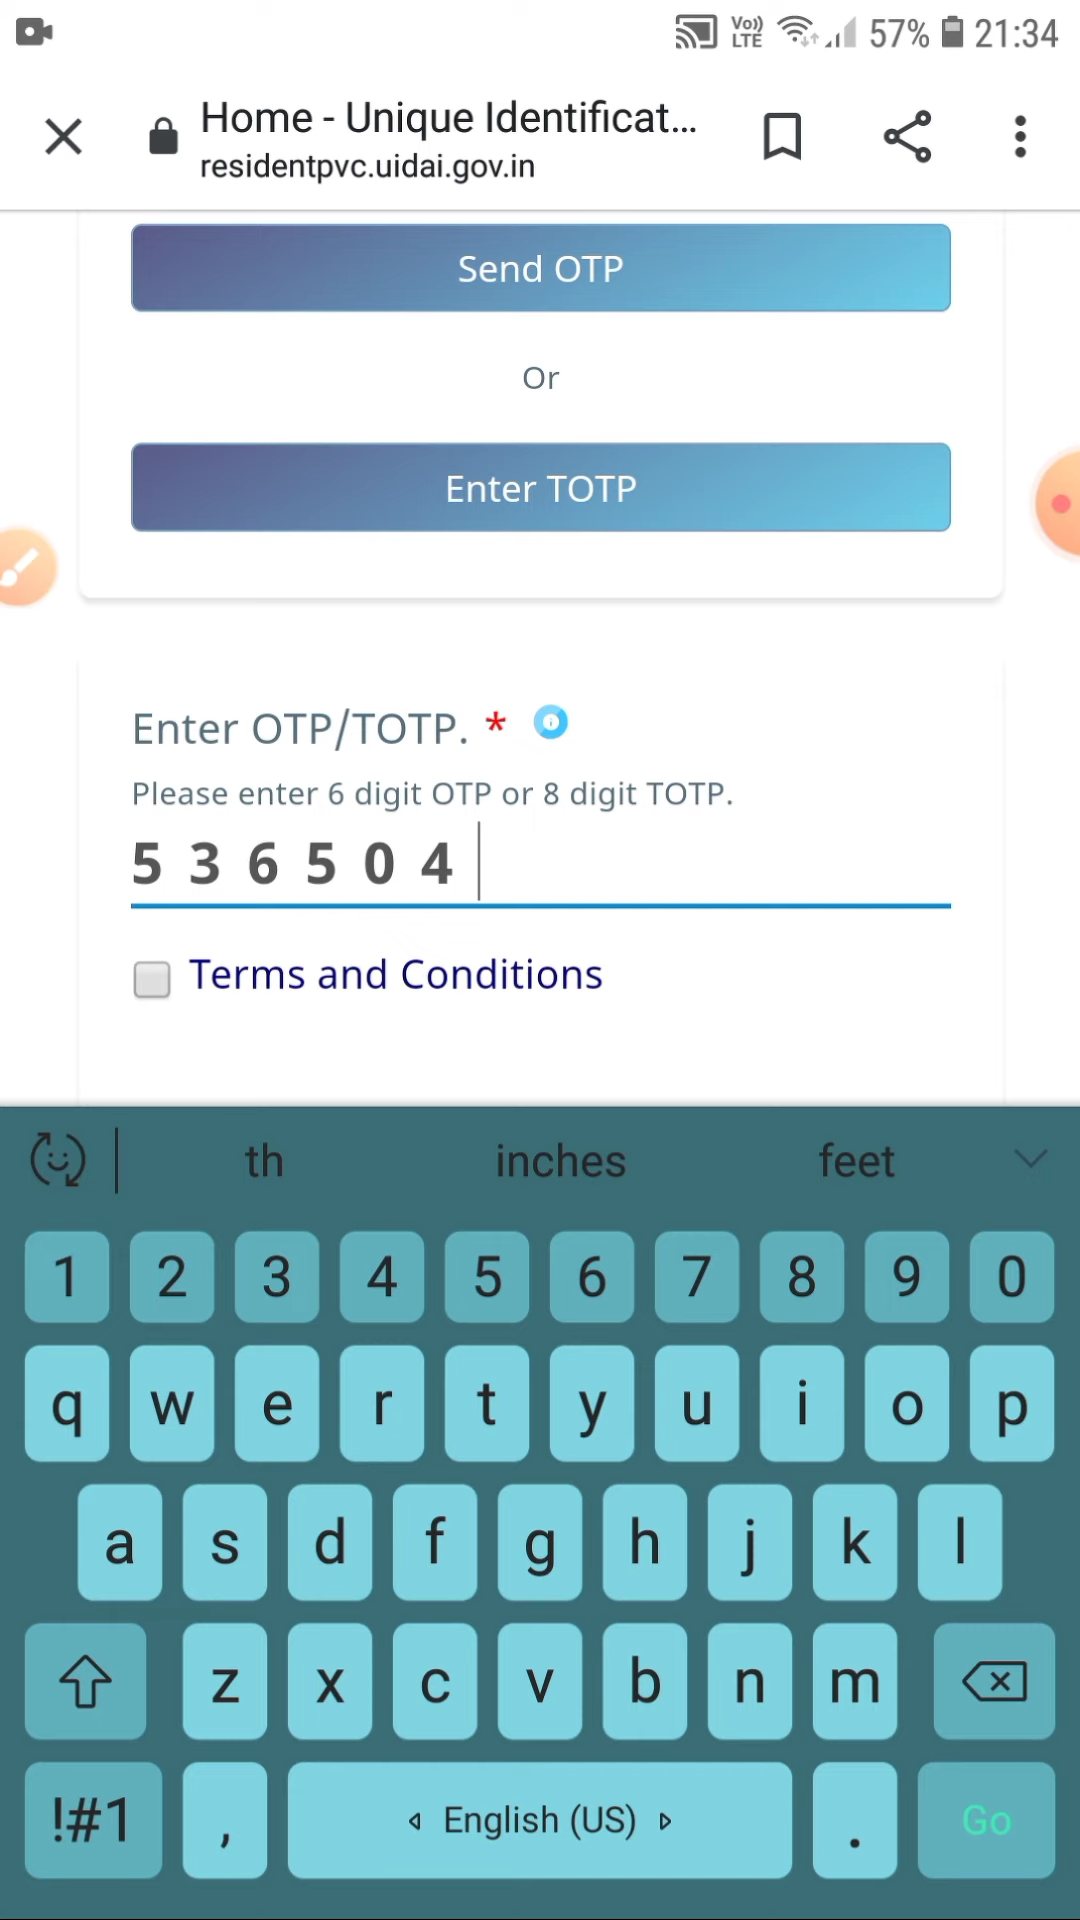 Vo)) LTE 57% 21:34
Home - Unique Identificat...
residentpvc.uidai.gov.in
Send OTP
Or
Enter TOTP
Enter OTP/TOTP. *
Please enter 6 digit OTP or 8 digit TOTP.
5 3 6 5 0 4
Terms and Conditions
th inches feet
1 2 3 4 5 6 7 8 9 0
q w e r t y u i o p
a s d f g h j k l
z x c v b n m
!#1 , English (US) . Go